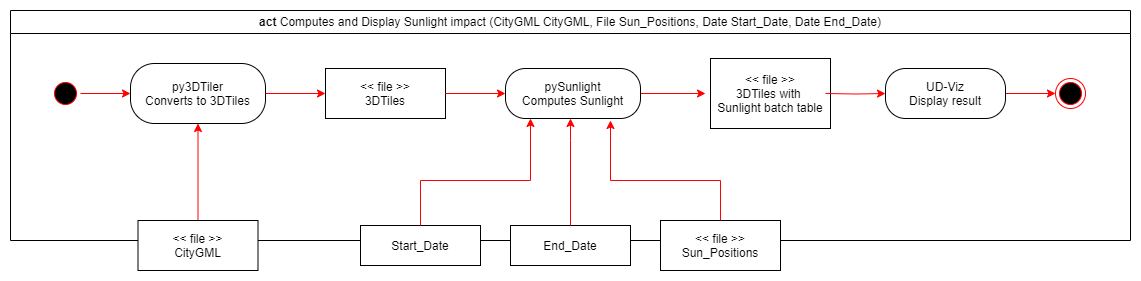 act Computes and Display Sunlight impact (CityGML CityGML, File Sun_Positions, Date Start_Date, Date End_Date)
py3DTiler
Converts to 3DTiles
<< file >>
3DTiles
pySunlight
Computes Sunlight
<< file >>
3DTiles with
Sunlight batch table
UD-Viz
Display result
<< file >>
CityGML
Start_Date
End_Date
<< file >>
Sun_Positions